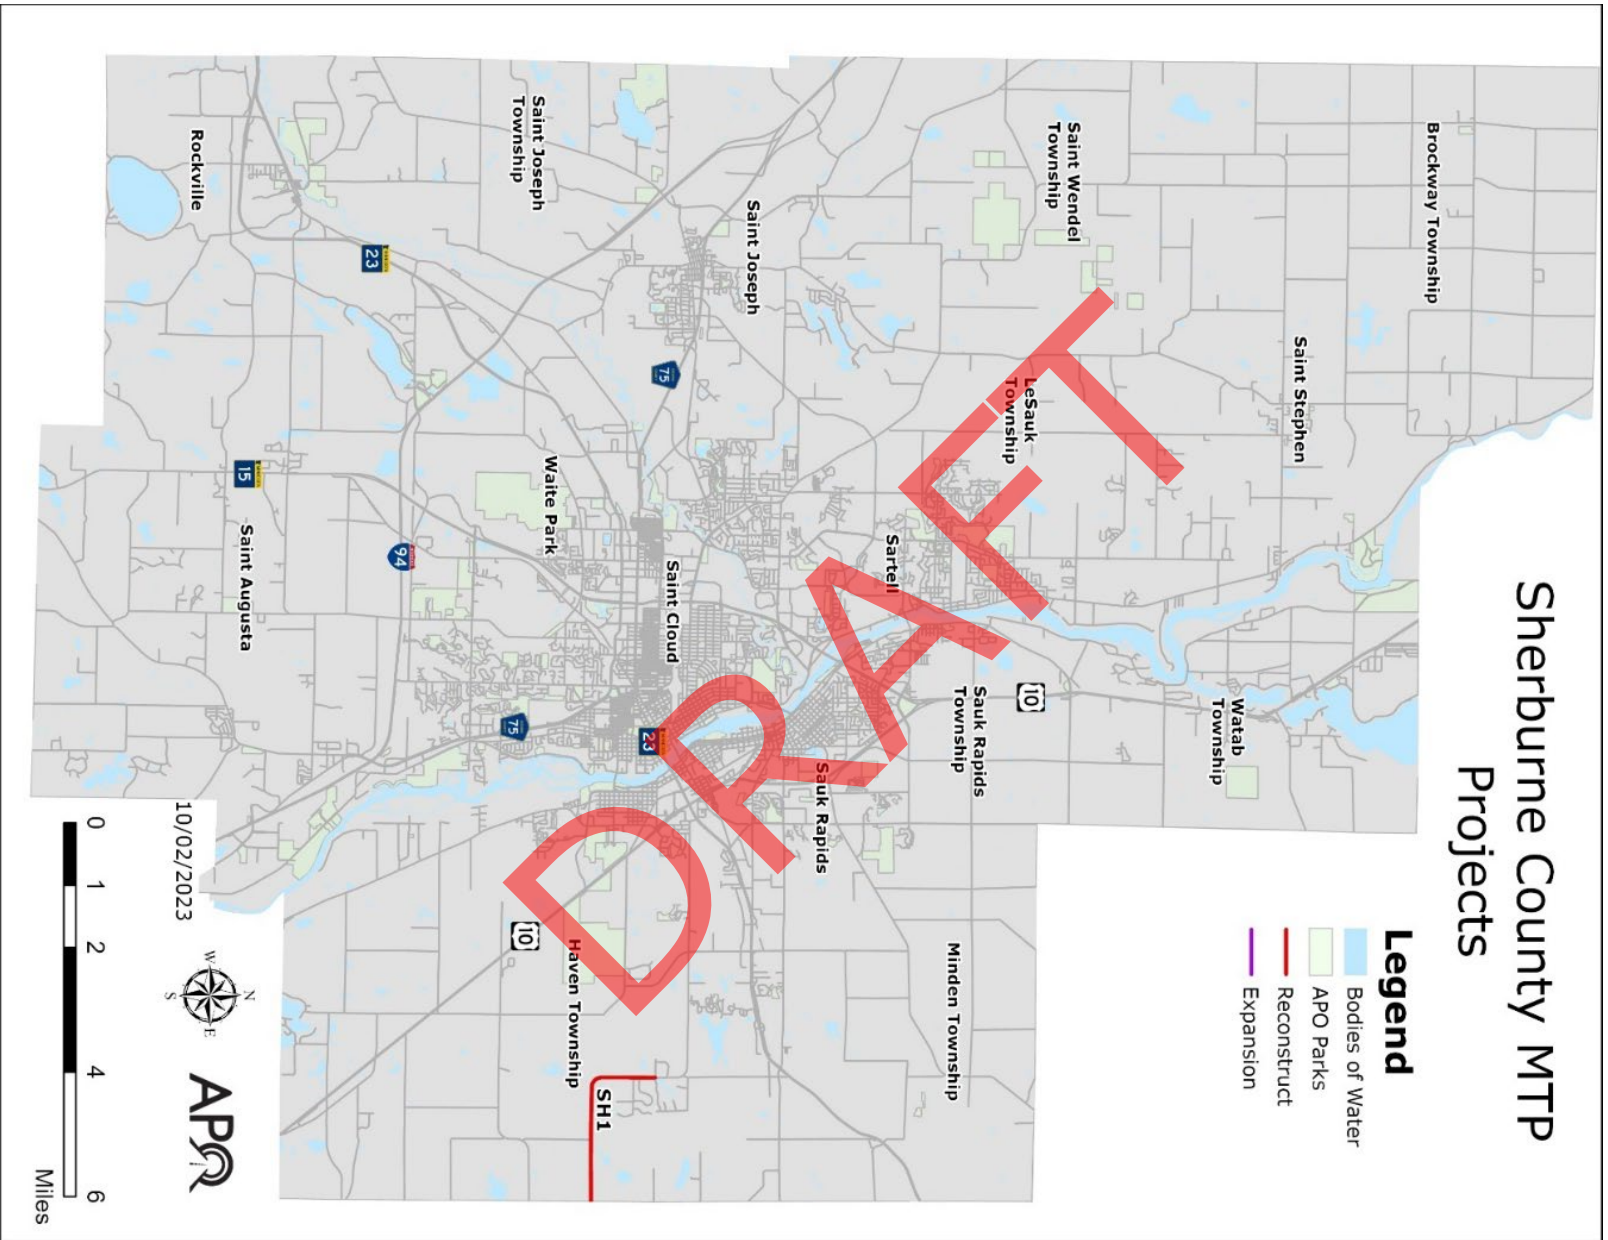 Sherburne County MTP
Projects
Legend
Bodies of Water
APO Parks
Reconstruct
Expansion
Brockway Township
Saint Stephen
Watab
Township
Saint Wendel
Township
LeSauk
Township
Sartell
Sauk Rapids
Township
10
Minden Township
Saint Joseph
75
Saint Cloud
Sauk Rapids
23
Saint Joseph
Township
Waite Park
75
10
Haven Township
SH1
23
94
15
Saint Augusta
Rockville
DRAFT
10/02/2023
N
W
E
S
APO
0
1
2
4
6
Miles